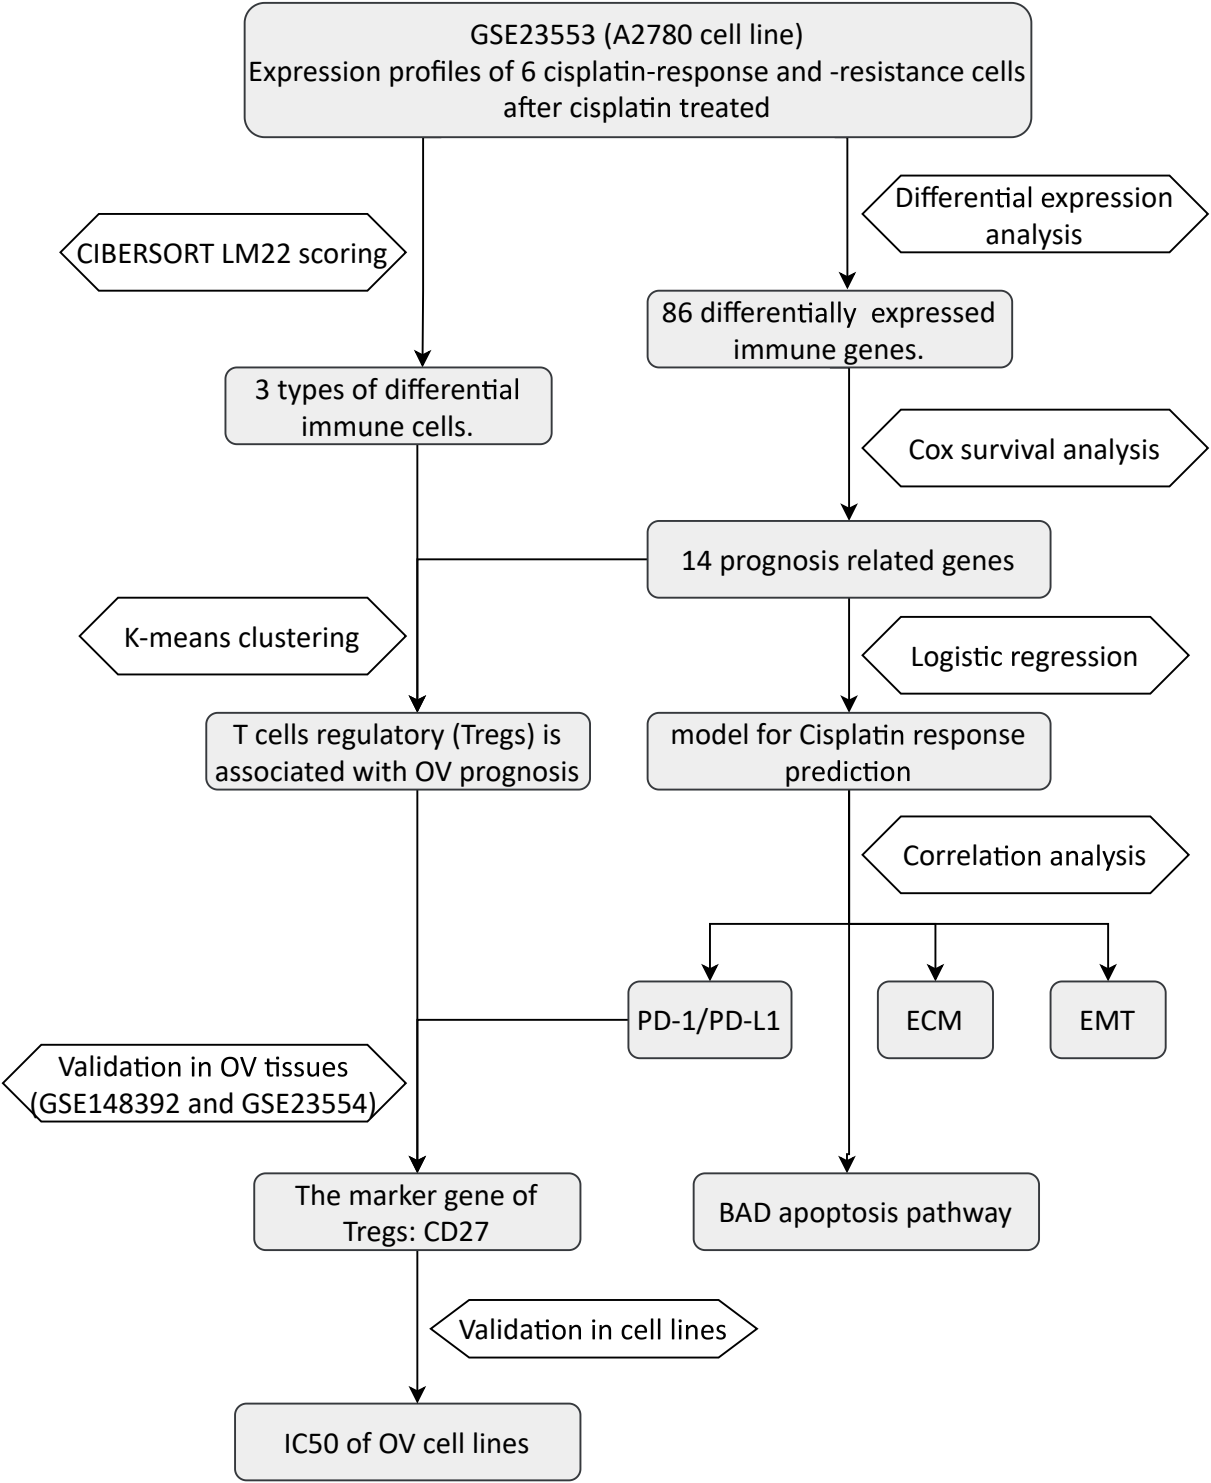 GSE23553 (A2780 cell line)
Expression profiles of 6 cisplatin-response and -resistance cells
after cisplatin treated
Differential expression
analysis
CIBERSORT LM22 scoring
86 differentially expressed
immune genes.
3 types of differential
immune cells.
Cox survival analysis
14 prognosis related genes
K-means clustering
Logistic regression
T cells regulatory (Tregs) is
associated with OV prognosis
model for Cisplatin response
prediction
Correlation analysis
PD-1/PD-L1
ECM
EMT
Validation in OV tissues
(GSE148392 and GSE23554)
The marker gene of
Tregs: CD27
BAD apoptosis pathway
Validation in cell lines
IC50 of OV cell lines